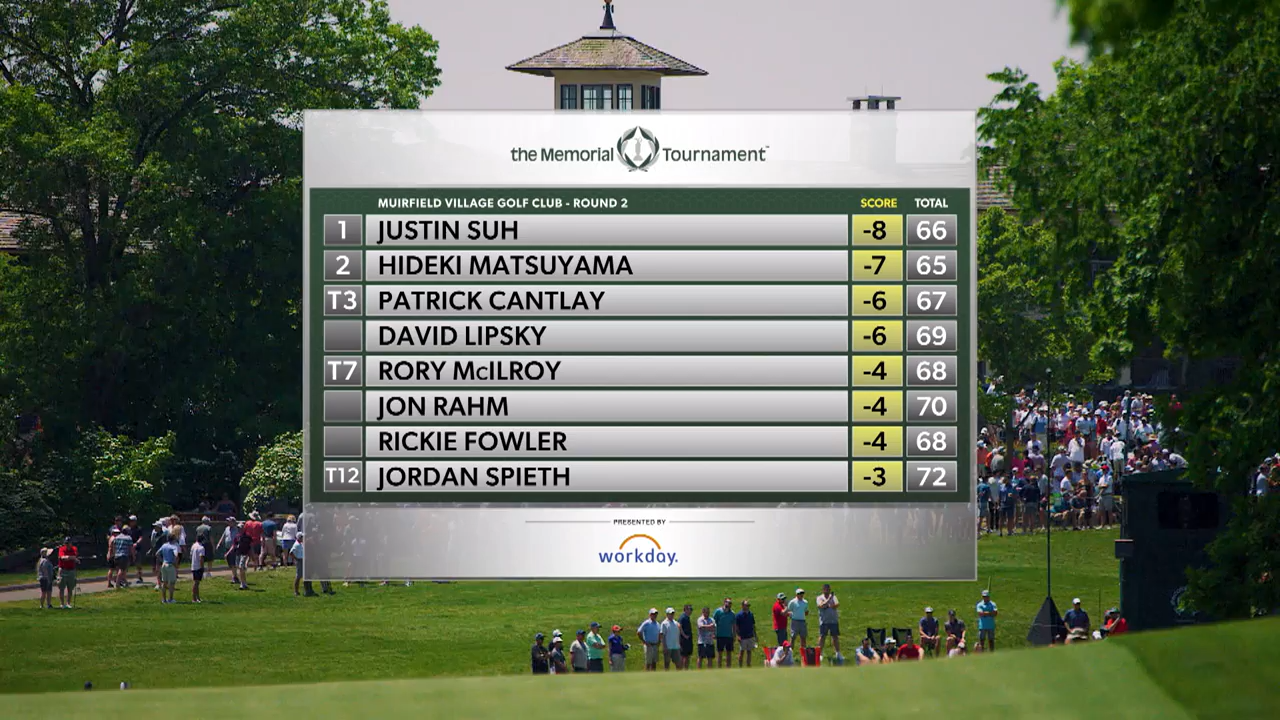 the Memorial Tournament™
MUIRFIELD VILLAGE GOLF CLUB - ROUND 2 SCORE TOTAL
1 JUSTIN SUH -8 66
2 HIDEKI MATSUYAMA -7 65
T3 PATRICK CANTLAY -6 67
DAVID LIPSKY -6 69
T7 RORY McILROY -4 68
JON RAHM -4 70
RICKIE FOWLER -4 68
T12 JORDAN SPIETH -3 72
PRESENTED BY
workday.